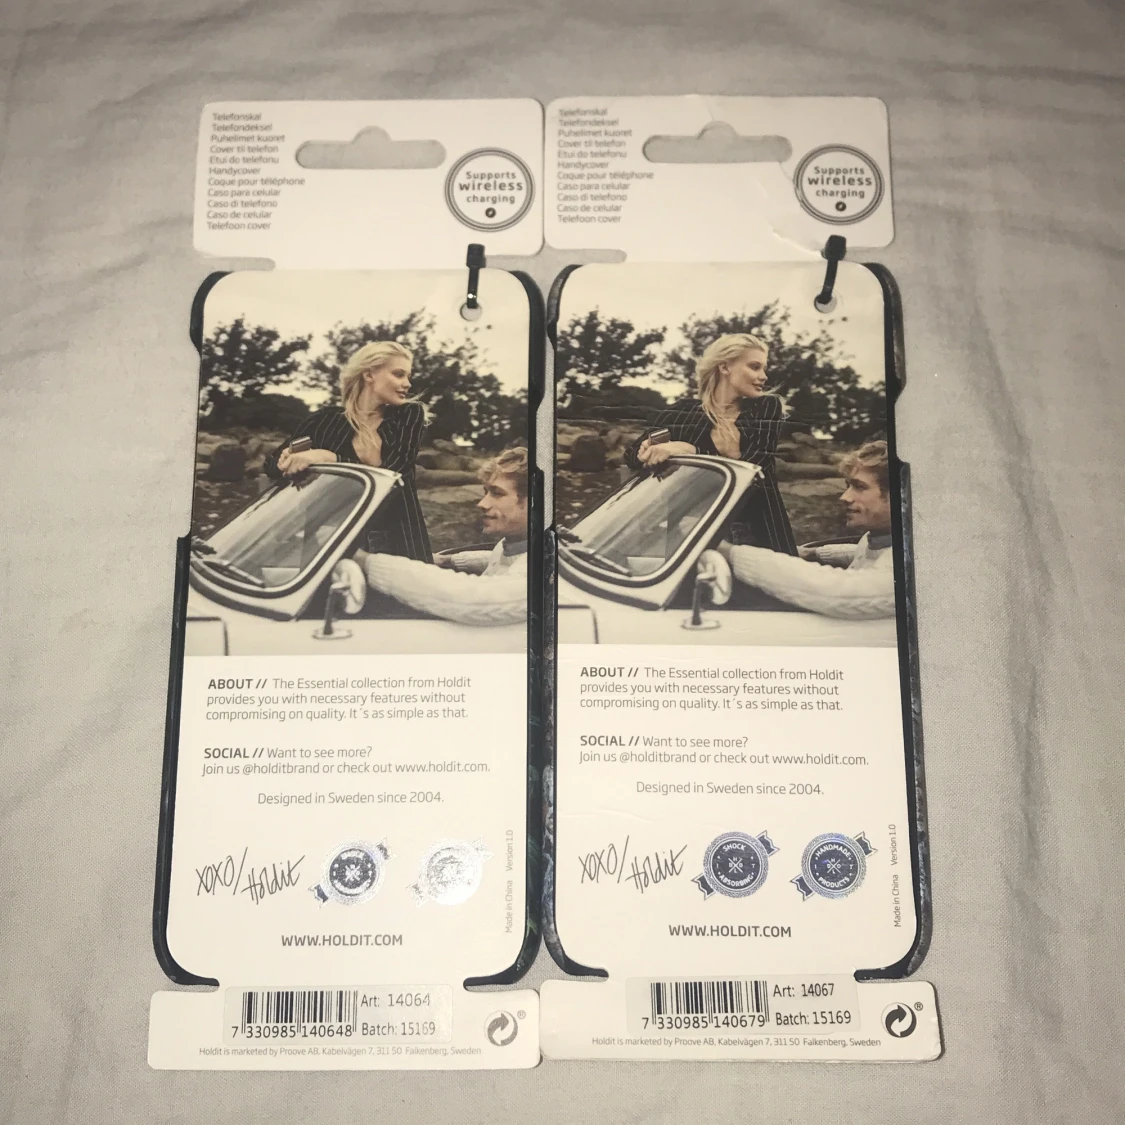 Telefonskal
Telefondeksel
Puhelimet kuoret
Cover til telefon
Etui do telefonu
Handycover
Coque pour téléphone
Caso para celular
Caso di telefono
Caso de celular
Telefoon cover
Supports
wireless
charging
ABOUT // The Essential collection from Holdit
provides you with necessary features without
compromising on quality. It´s as simple as that.
SOCIAL // Want to see more?
Join us @holditbrand or check out www.holdit.com.
Designed in Sweden since 2004.
XOXO/Holdit
Made in China Version 1.0
WWW.HOLDIT.COM
Art: 14064
7 330985 140648 Batch: 15169
®
Holdit is marketed by Proove AB, Kabelvägen 7, 311 50 Falkenberg, Sweden
Telefonskal
Telefondeksel
Puhelimet kuoret
Cover til telefon
Etui do telefonu
Handycover
Coque pour téléphone
Caso para celular
Caso di telefono
Caso de celular
Telefoon cover
Supports
wireless
charging
ABOUT // The Essential collection from Holdit
provides you with necessary features without
compromising on quality. It´s as simple as that.
SOCIAL // Want to see more?
Join us @holditbrand or check out www.holdit.com.
Designed in Sweden since 2004.
XOXO/Holdit
SHOCK
ABSORBING
HANDMADE
PRODUCTS
Made in China Version 1.0
WWW.HOLDIT.COM
Art: 14067
7 330985 140679 Batch: 15169
®
Holdit is marketed by Proove AB, Kabelvägen 7, 311 50 Falkenberg, Sweden